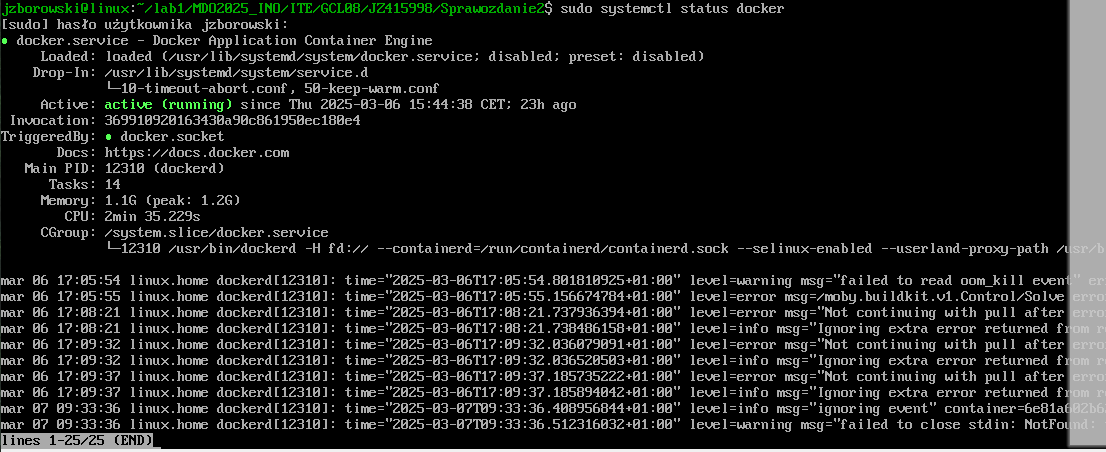 jzborowski@linux:~/lab1/MDO2025_INO/ITE/GCL08/JZ415998/Sprawozdanie2$ sudo systemctl status docker
[sudo] hasło użytkownika jzborowski:
● docker.service - Docker Application Container Engine
Loaded: loaded (/usr/lib/systemd/system/docker.service; disabled; preset: disabled)
Drop-In: /usr/lib/systemd/system/service.d
└─10-timeout-abort.conf, 50-keep-warm.conf
Active: active (running) since Thu 2025-03-06 15:44:38 CET; 23h ago
Invocation: 369910920163430a90c861950ec180e4
TriggeredBy: ● docker.socket
Docs: https://docs.docker.com
Main PID: 12310 (dockerd)
Tasks: 14
Memory: 1.1G (peak: 1.2G)
CPU: 2min 35.229s
CGroup: /system.slice/docker.service
└─12310 /usr/bin/dockerd -H fd:// --containerd=/run/containerd/containerd.sock --selinux-enabled --userland-proxy-path /usr/b
mar 06 17:05:54 linux.home dockerd[12310]: time="2025-03-06T17:05:54.801810925+01:00" level=warning msg="failed to read oom_kill event" er
mar 06 17:05:55 linux.home dockerd[12310]: time="2025-03-06T17:05:55.156674784+01:00" level=error msg=/moby.buildkit.v1.Control/Solve erro
mar 06 17:08:21 linux.home dockerd[12310]: time="2025-03-06T17:08:21.737936394+01:00" level=error msg="Not continuing with pull after erro
mar 06 17:08:21 linux.home dockerd[12310]: time="2025-03-06T17:08:21.738486158+01:00" level=info msg="Ignoring extra error returned from r
mar 06 17:09:32 linux.home dockerd[12310]: time="2025-03-06T17:09:32.036079091+01:00" level=error msg="Not continuing with pull after erro
mar 06 17:09:32 linux.home dockerd[12310]: time="2025-03-06T17:09:32.036520503+01:00" level=info msg="Ignoring extra error returned from r
mar 06 17:09:37 linux.home dockerd[12310]: time="2025-03-06T17:09:37.185735222+01:00" level=error msg="Not continuing with pull after erro
mar 06 17:09:37 linux.home dockerd[12310]: time="2025-03-06T17:09:37.185894042+01:00" level=info msg="Ignoring extra error returned from r
mar 07 09:33:36 linux.home dockerd[12310]: time="2025-03-07T09:33:36.408956844+01:00" level=info msg="ignoring event" container=6e81a602b6
mar 07 09:33:36 linux.home dockerd[12310]: time="2025-03-07T09:33:36.512316032+01:00" level=warning msg="failed to close stdin: NotFound:
lines 1-25/25 (END)